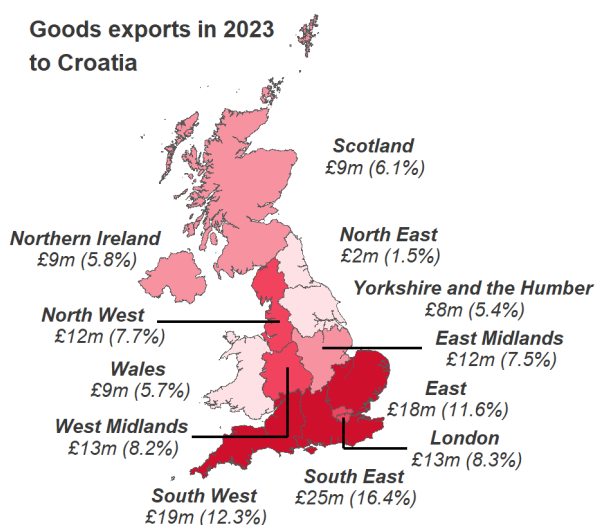 Goods exports in 2023
to Croatia
Scotland
£9m (6.1%)
Northern Ireland
£9m (5.8%)
North East
£2m (1.5%)
Yorkshire and the Humber
£8m (5.4%)
North West
£12m (7.7%)
East Midlands
£12m (7.5%)
Wales
£9m (5.7%)
East
£18m (11.6%)
West Midlands
£13m (8.2%)
London
£13m (8.3%)
South East
£25m (16.4%)
South West
£19m (12.3%)